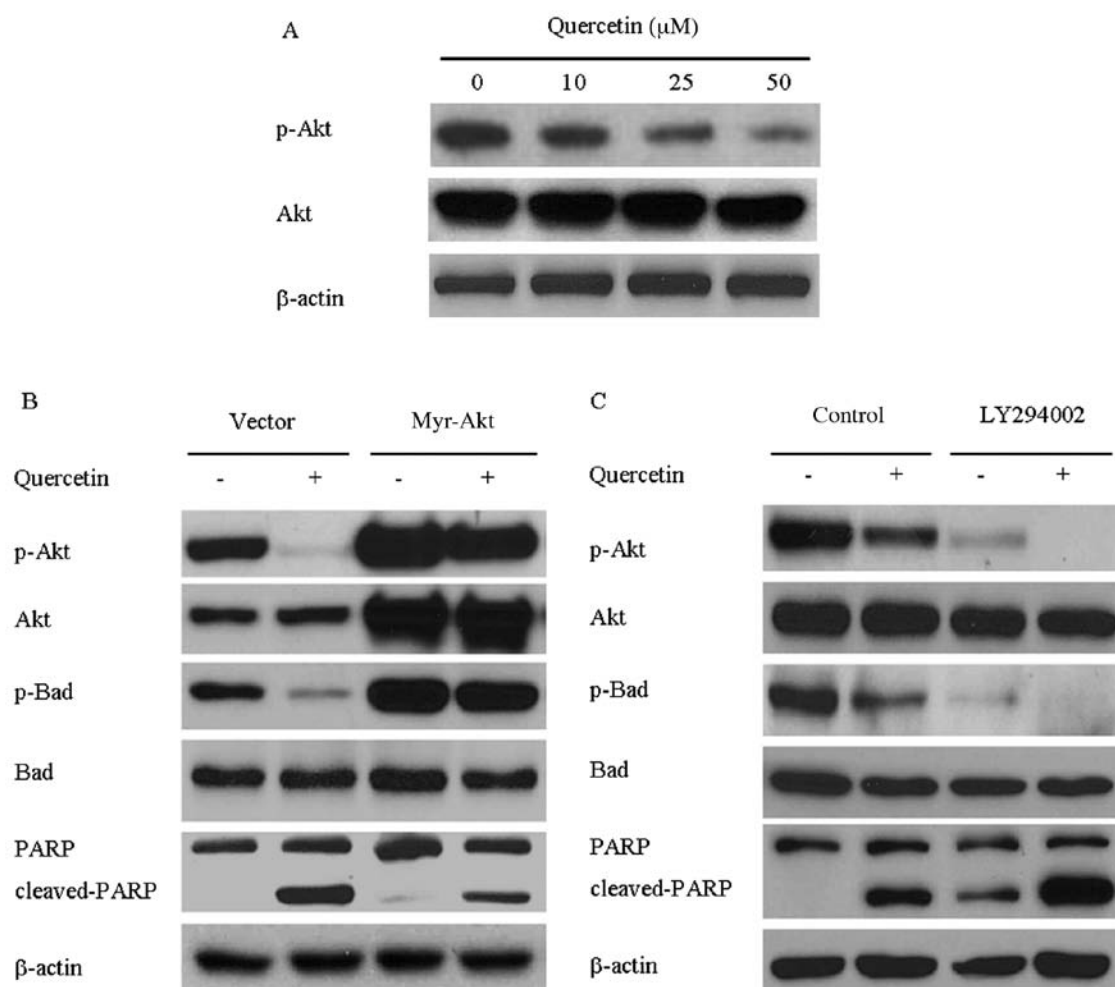 A
Quercetin (μM)
0 10 25 50
p-Akt
Akt
β-actin
B
Vector Myr-Akt
Quercetin - + - +
p-Akt
Akt
p-Bad
Bad
PARP
cleaved-PARP
β-actin
C
Control LY294002
Quercetin - + - +
p-Akt
Akt
p-Bad
Bad
PARP
cleaved-PARP
β-actin